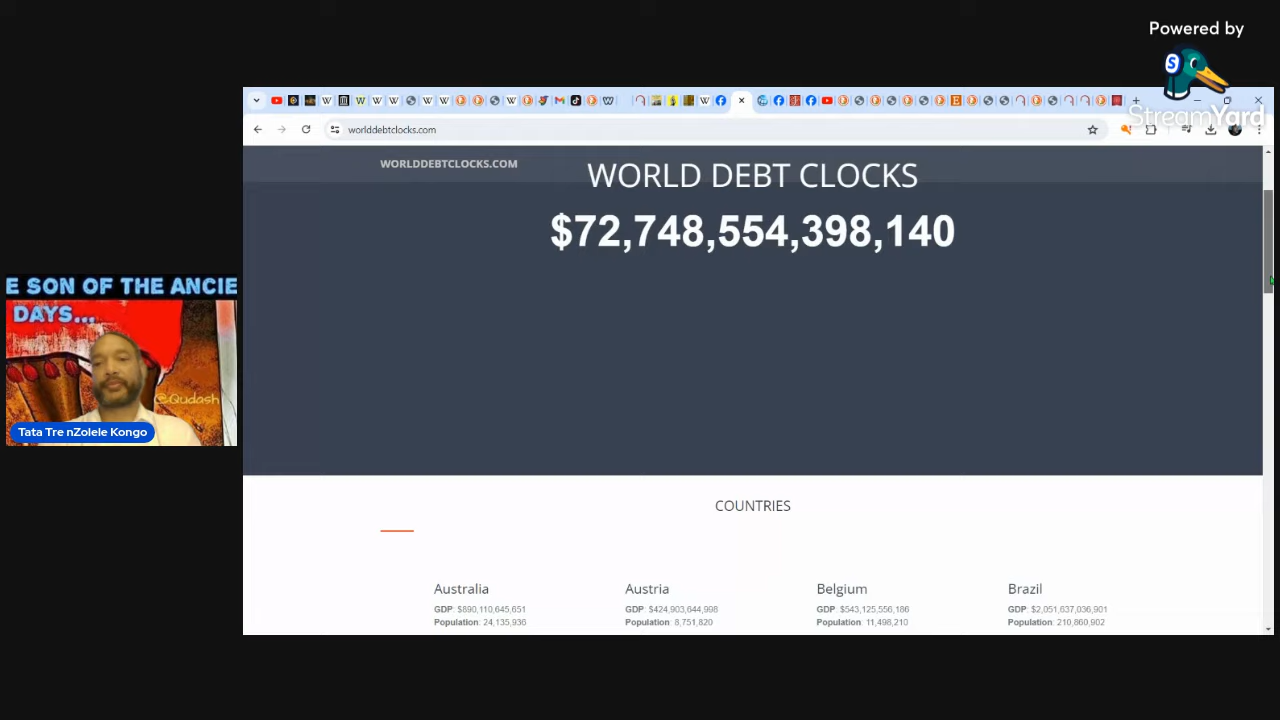 Powered by
S
StreamYard
worlddebtclocks.com
WORLDDEBTCLOCKS.COM
WORLD DEBT CLOCKS
$72,748,554,398,140
E SON OF THE ANCIE
DAYS...
@Qudash
Tata Tre nZolele Kongo
COUNTRIES
Australia
GDP: $890,110,645,651
Population: 24,135,936
Austria
GDP: $424,903,644,998
Population: 8,751,820
Belgium
GDP: $543,125,556,186
Population: 11,498,210
Brazil
GDP: $2,051,637,036,901
Population: 210,860,902